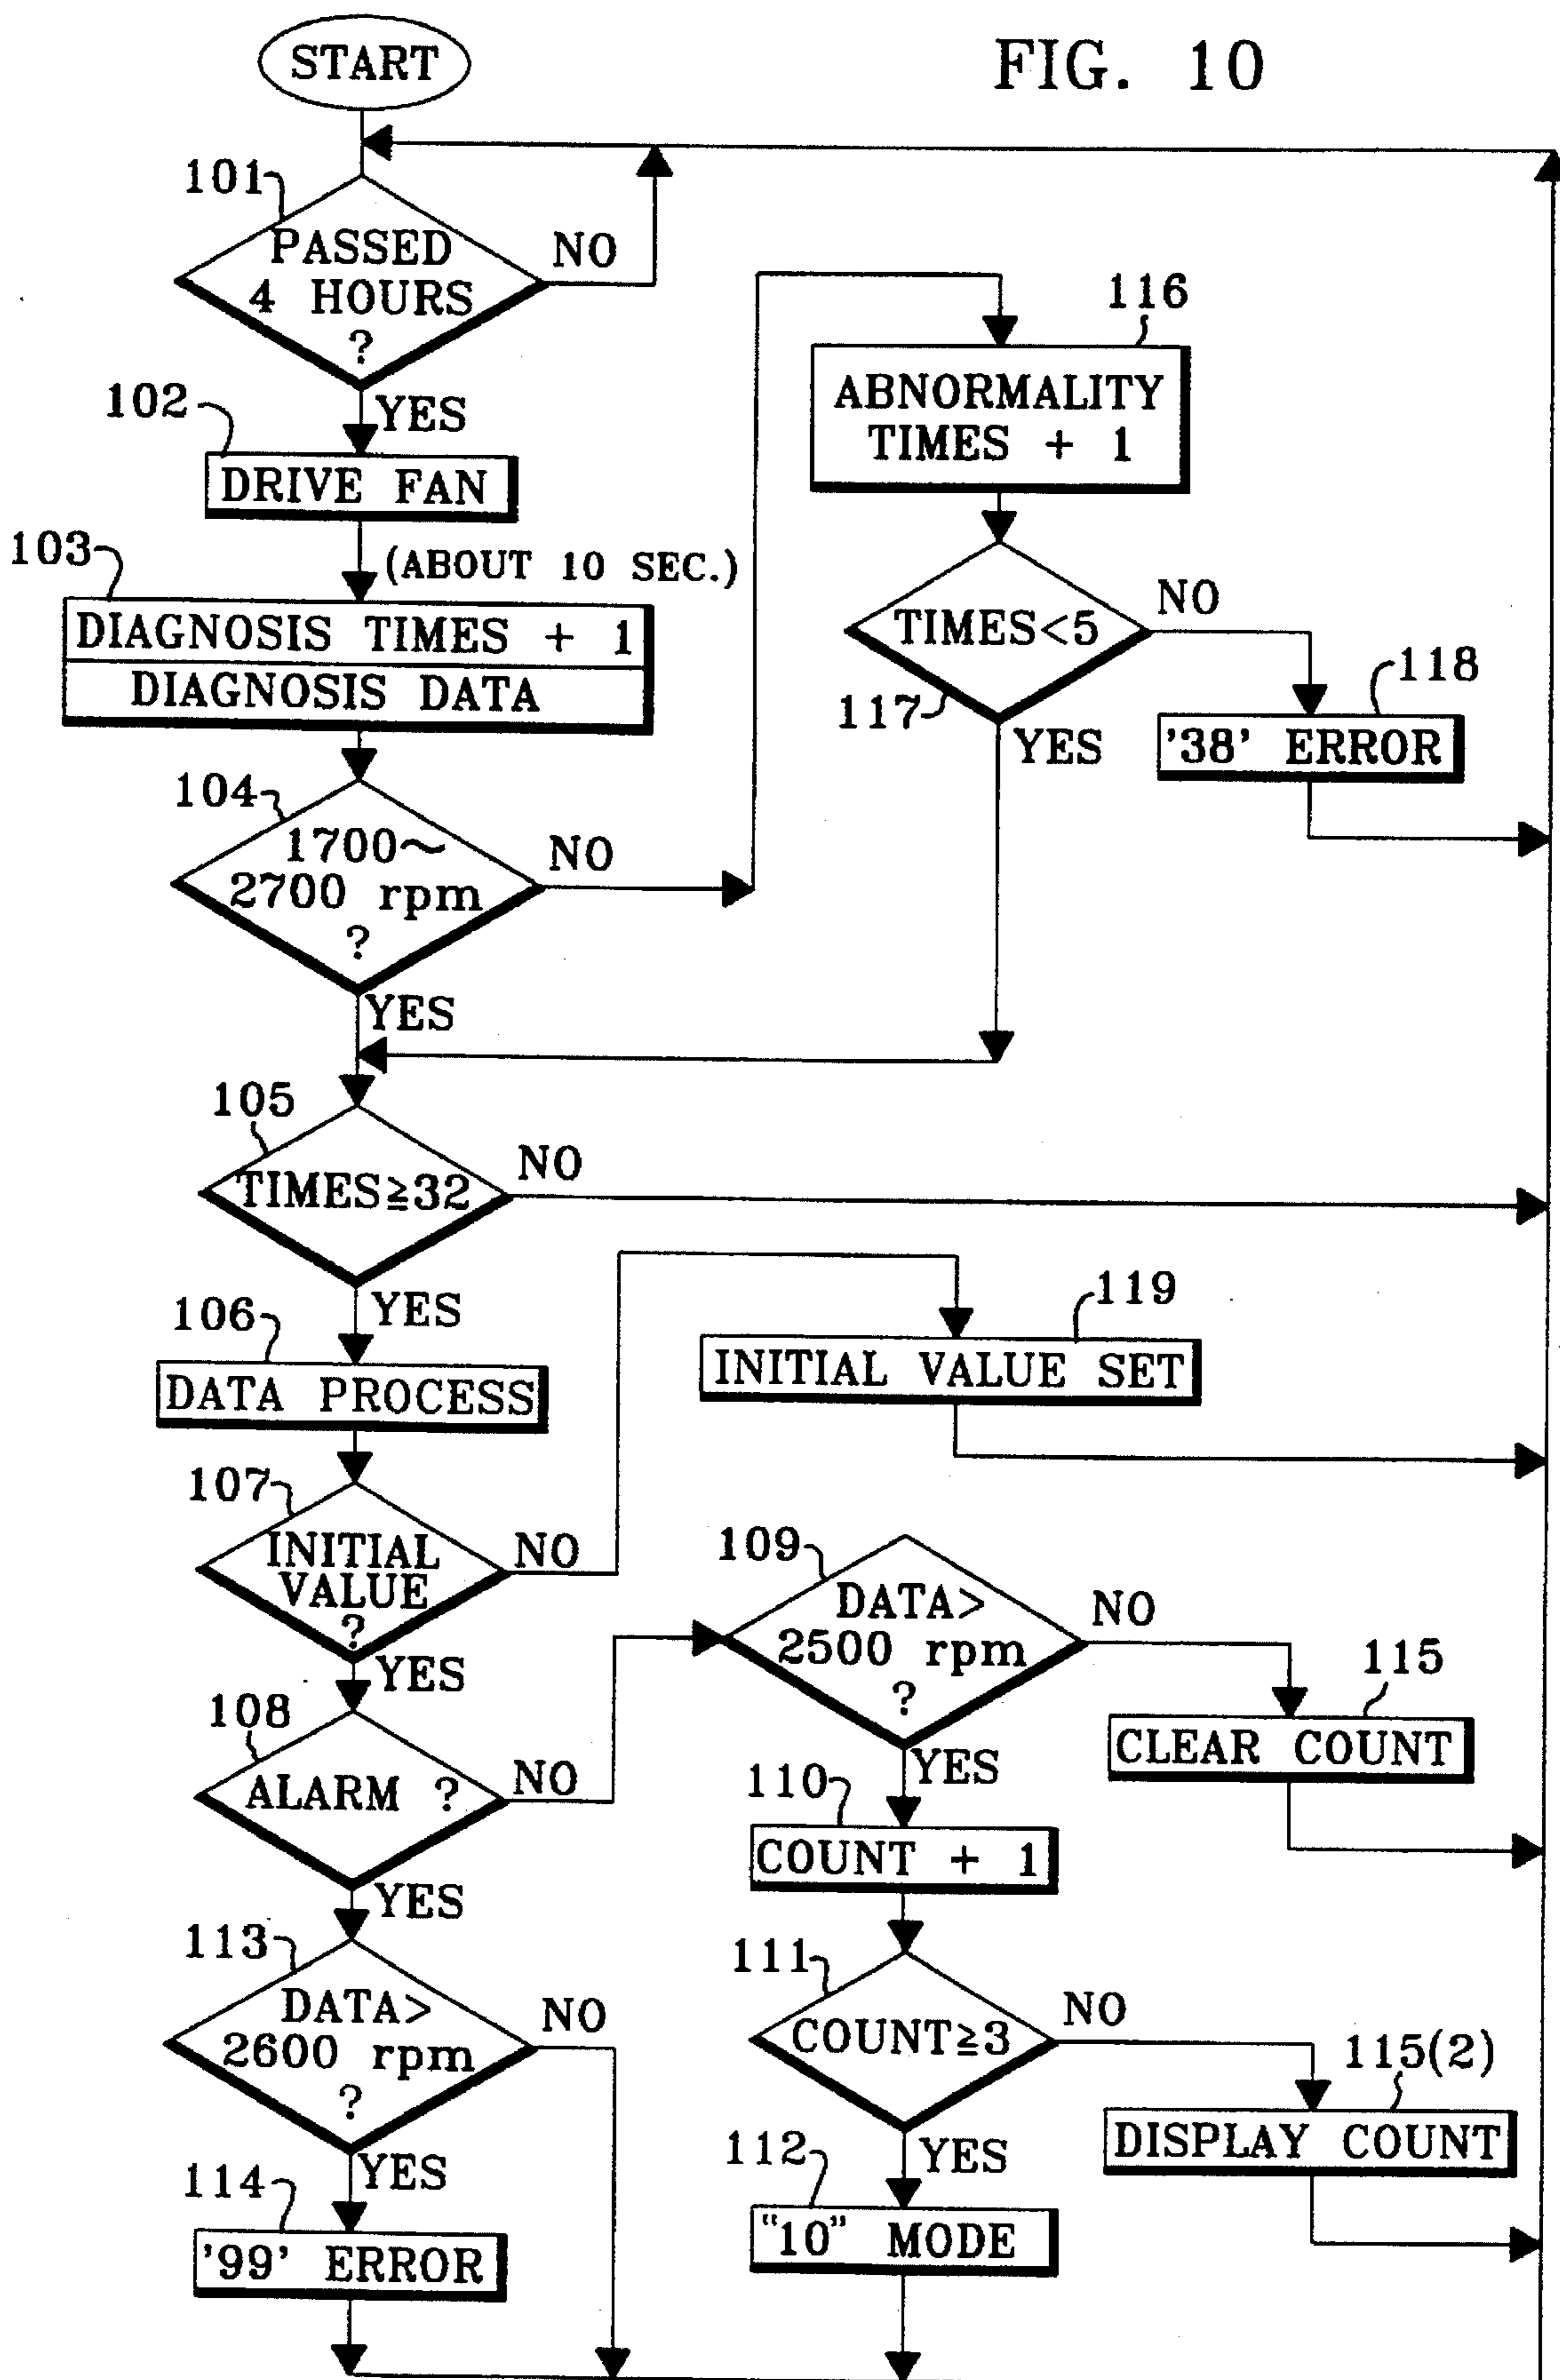 START
FIG. 10
101
PASSED
4 HOURS
?
NO
YES
102
DRIVE FAN
(ABOUT 10 SEC.)
103
DIAGNOSIS TIMES + 1
DIAGNOSIS DATA
104
1700~
2700 rpm
?
NO
YES
116
ABNORMALITY
TIMES + 1
TIMES<5
NO
117
YES
118
'38' ERROR
105
TIMES≧32
NO
YES
106
DATA PROCESS
119
INITIAL VALUE SET
107
INITIAL
VALUE
?
NO
YES
108
ALARM ?
NO
YES
109
DATA>
2500 rpm
?
NO
YES
115
CLEAR COUNT
110
COUNT + 1
111
COUNT≧3
NO
YES
115(2)
DISPLAY COUNT
112
"10" MODE
113
DATA>
2600 rpm
?
NO
YES
114
'99' ERROR